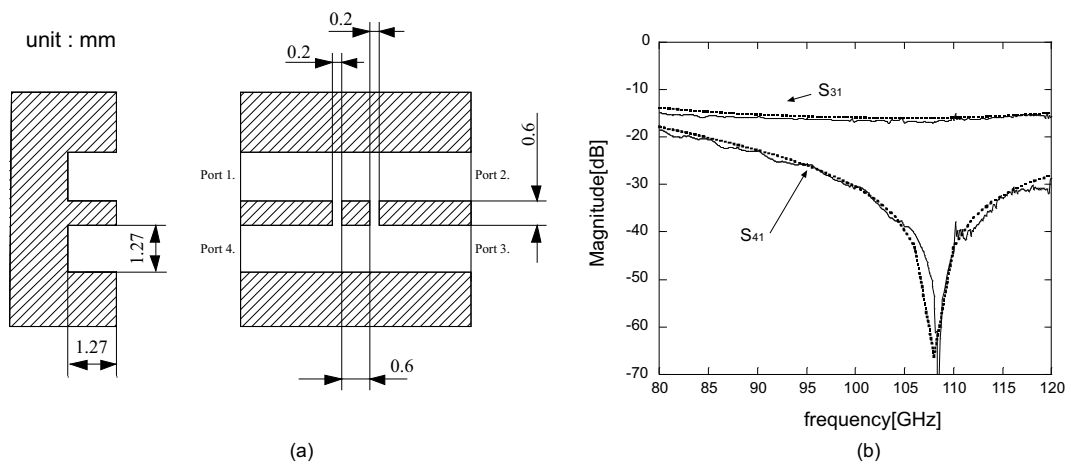 unit : mm
0.2
0.2
0.6
Port 1.
Port 2.
Port 4.
Port 3.
1.27
1.27
0.6
(a)
0
-10
-20
-30
-40
-50
-60
-70
Magnitude[dB]
S31
S41
80
85
90
95
100
105
110
115
120
frequency[GHz]
(b)